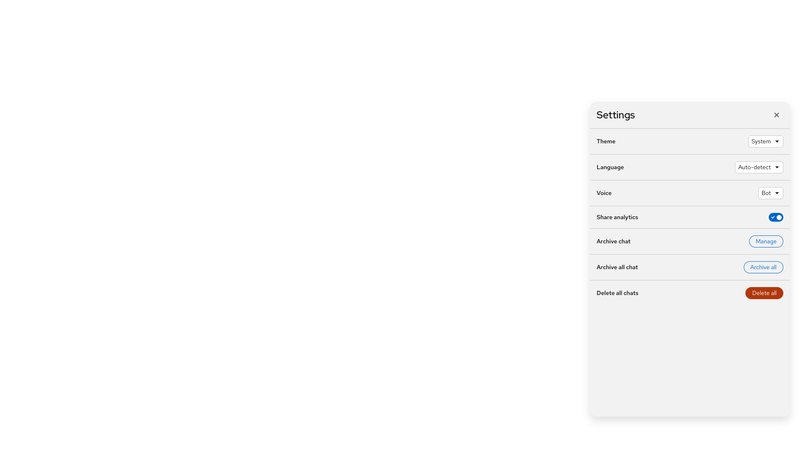 Settings
Theme
System
Language
Auto-detect
Voice
Bot
Share analytics
Archive chat
Manage
Archive all chat
Archive all
Delete all chats
Delete all